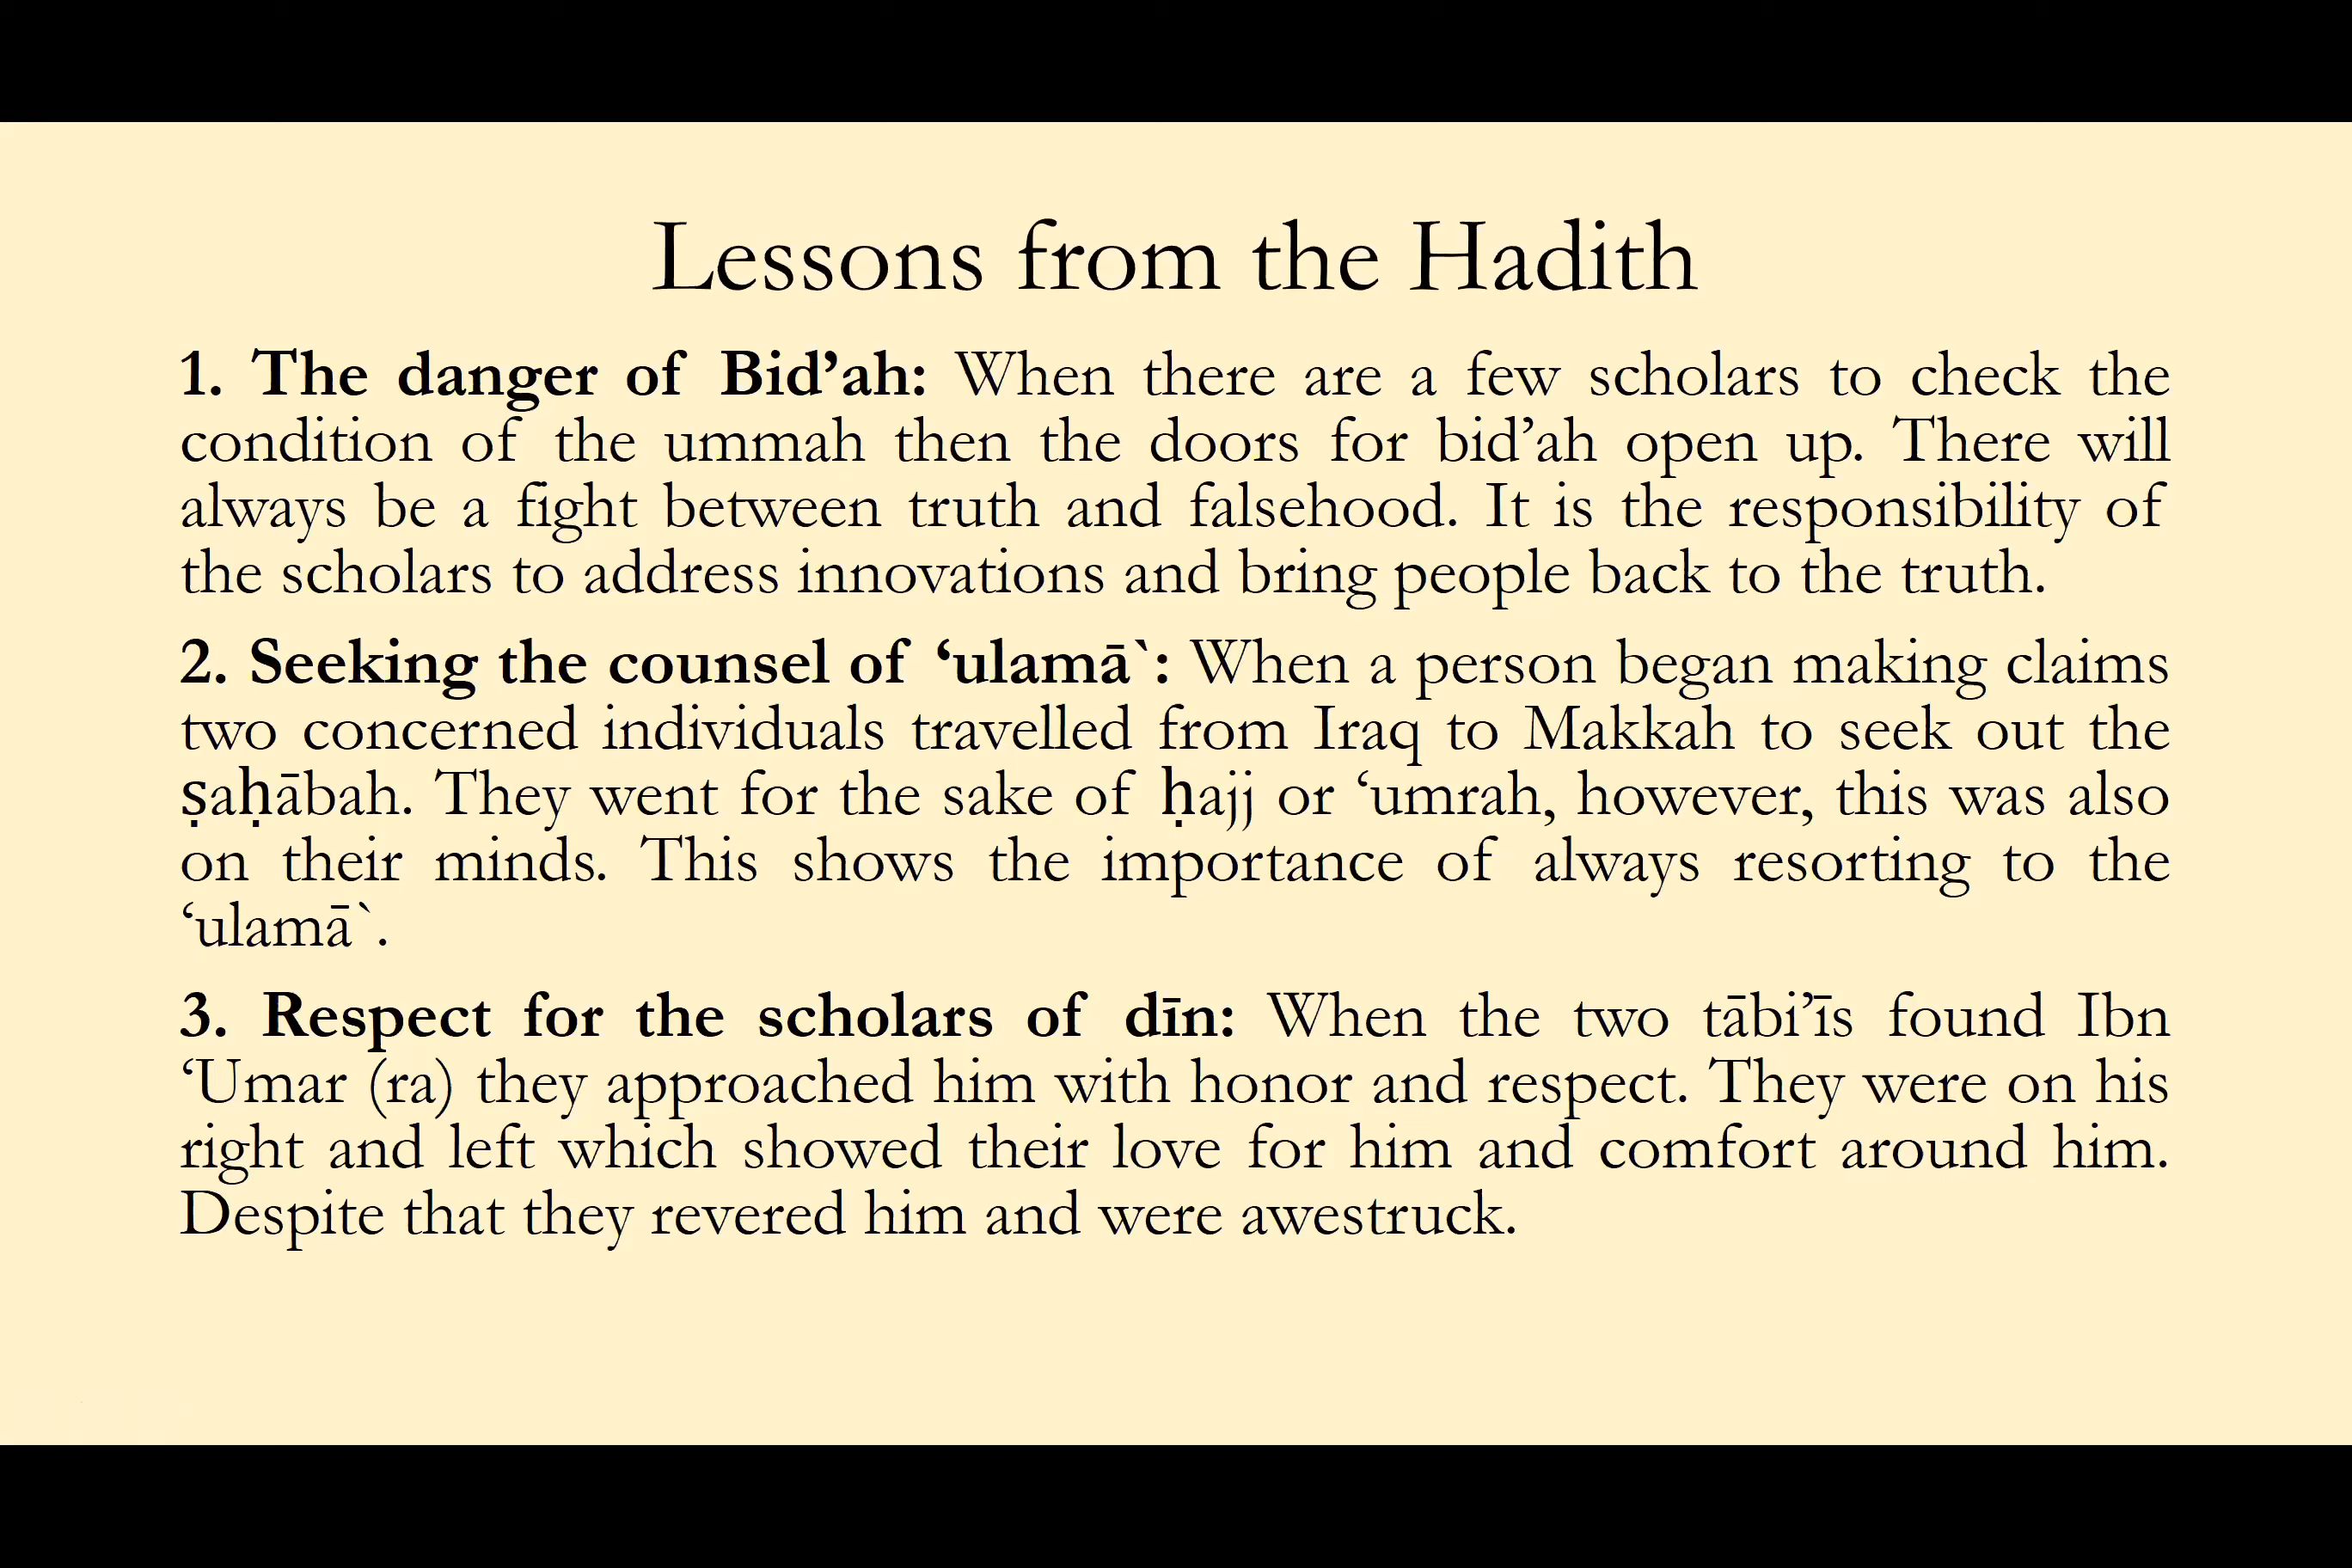 Lessons from the Hadith
1. The danger of Bid’ah: When there are a few scholars to check the
condition of the ummah then the doors for bid’ah open up. There will
always be a fight between truth and falsehood. It is the responsibility of
the scholars to address innovations and bring people back to the truth.
2. Seeking the counsel of ‘ulamā`: When a person began making claims
two concerned individuals travelled from Iraq to Makkah to seek out the
ṣaḥābah. They went for the sake of ḥajj or ‘umrah, however, this was also
on their minds. This shows the importance of always resorting to the
‘ulamā`.
3. Respect for the scholars of dīn: When the two tābi’īs found Ibn
‘Umar (ra) they approached him with honor and respect. They were on his
right and left which showed their love for him and comfort around him.
Despite that they revered him and were awestruck.